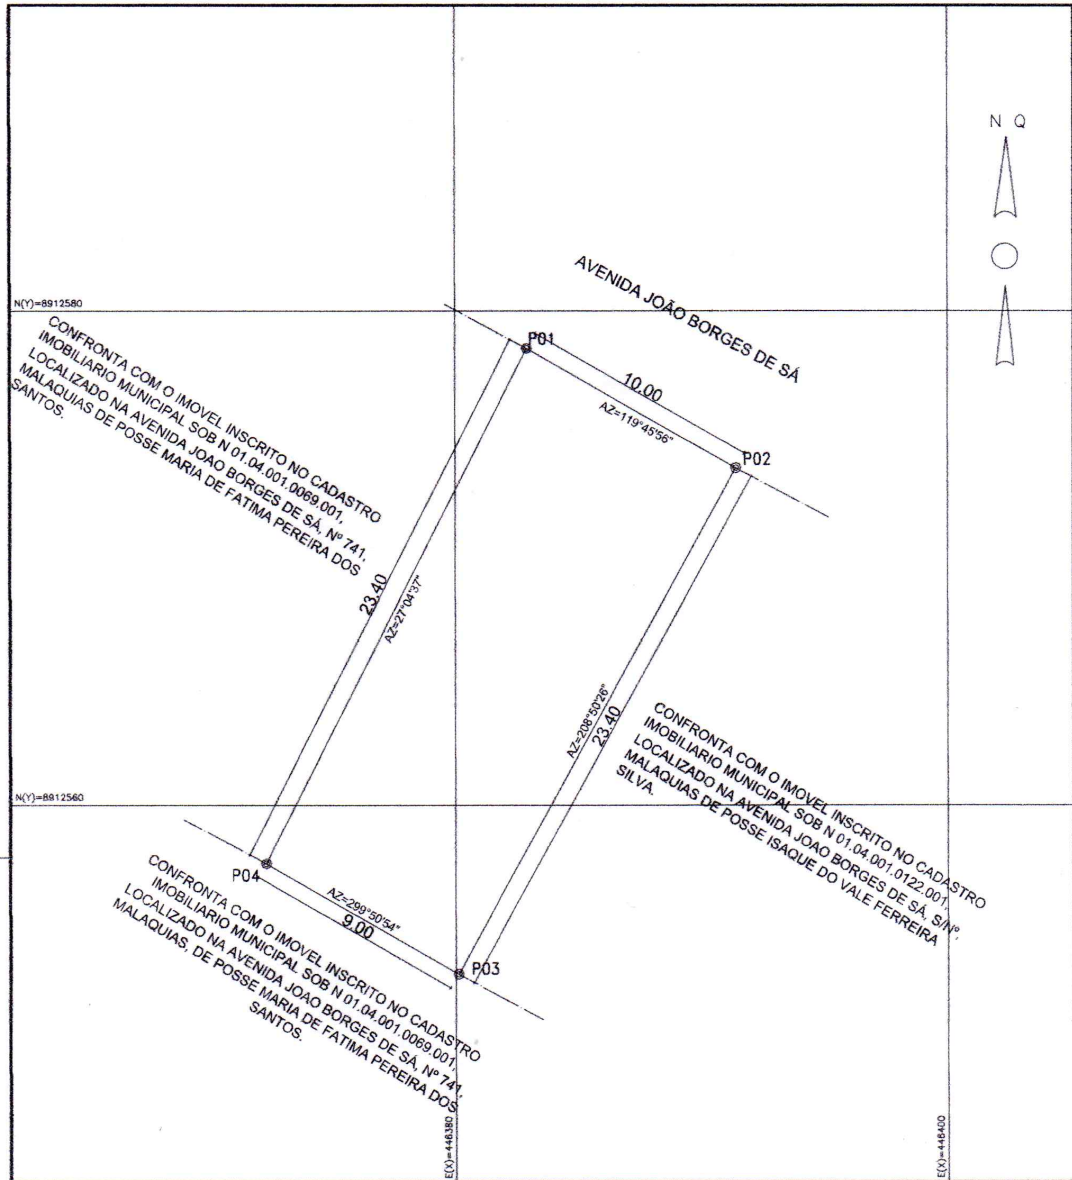 N Q
AVENIDA JOÃO BORGES DE SÁ
N(Y)=8912580
P01
10.00
AZ=119°45'56"
P02
CONFRONTA COM O IMOVEL INSCRITO NO CADASTRO
IMOBILIARIO MUNICIPAL SOB N 01.04.001.0069.001,
LOCALIZADO NA AVENIDA JOAO BORGES DE SÁ, Nº 741,
MALAQUIAS DE POSSE MARIA DE FATIMA PEREIRA DOS
SANTOS.
23.40
AZ=27°04'37"
AZ=208°50'26"
23.40
CONFRONTA COM O IMOVEL INSCRITO NO CADASTRO
IMOBILIARIO MUNICIPAL SOB N 01.04.001.0122.001,
LOCALIZADO NA AVENIDA JOAO BORGES DE SÁ, S/Nº,
MALAQUIAS DE POSSE ISAQUE DO VALE FERREIRA
SILVA.
N(Y)=8912560
P04
AZ=299°50'54"
9.00
P03
CONFRONTA COM O IMOVEL INSCRITO NO CADASTRO
IMOBILIARIO MUNICIPAL SOB N 01.04.001.0069.001,
LOCALIZADO NA AVENIDA JOAO BORGES DE SÁ, Nº 741,
MALAQUIAS, DE POSSE MARIA DE FATIMA PEREIRA DOS
SANTOS.
E(X)=446380
E(X)=446400